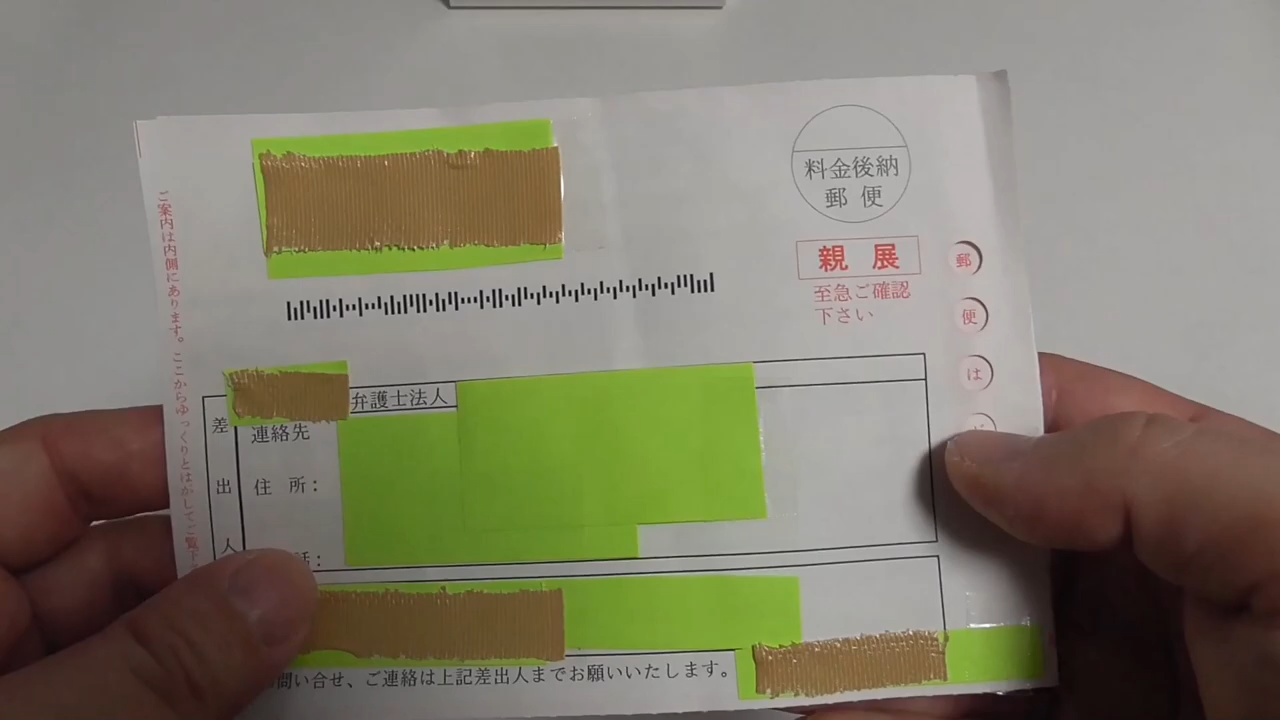 料金後納
郵便
親展
至急ご確認
下さい
郵便は
ご案内は内側にあります。ここからゆっくりとはがしてご覧下
差出人
弁護士法人
連絡先
住所:
話:
問い合せ、ご連絡は上記差出人までお願いいたします。